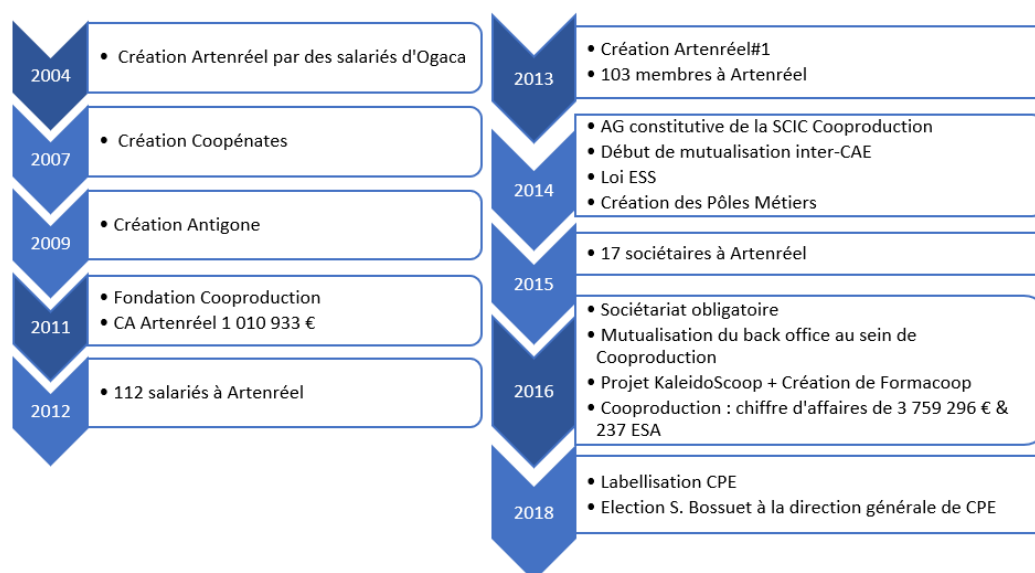 2004
• Création Artenréel par des salariés d'Ogaca
2007
• Création Coopénates
2009
• Création Antigone
2011
• Fondation Cooproduction
• CA Artenréel 1 010 933 €
2012
• 112 salariés à Artenréel
2013
• Création Artenréel#1
• 103 membres à Artenréel
2014
• AG constitutive de la SCIC Cooproduction
• Début de mutualisation inter-CAE
• Loi ESS
• Création des Pôles Métiers
2015
• 17 sociétaires à Artenréel
2016
• Sociétariat obligatoire
• Mutualisation du back office au sein de
Cooproduction
• Projet KaleidoScoop + Création de Formacoop
• Cooproduction : chiffre d'affaires de 3 759 296 € &
237 ESA
2018
• Labellisation CPE
• Election S. Bossuet à la direction générale de CPE